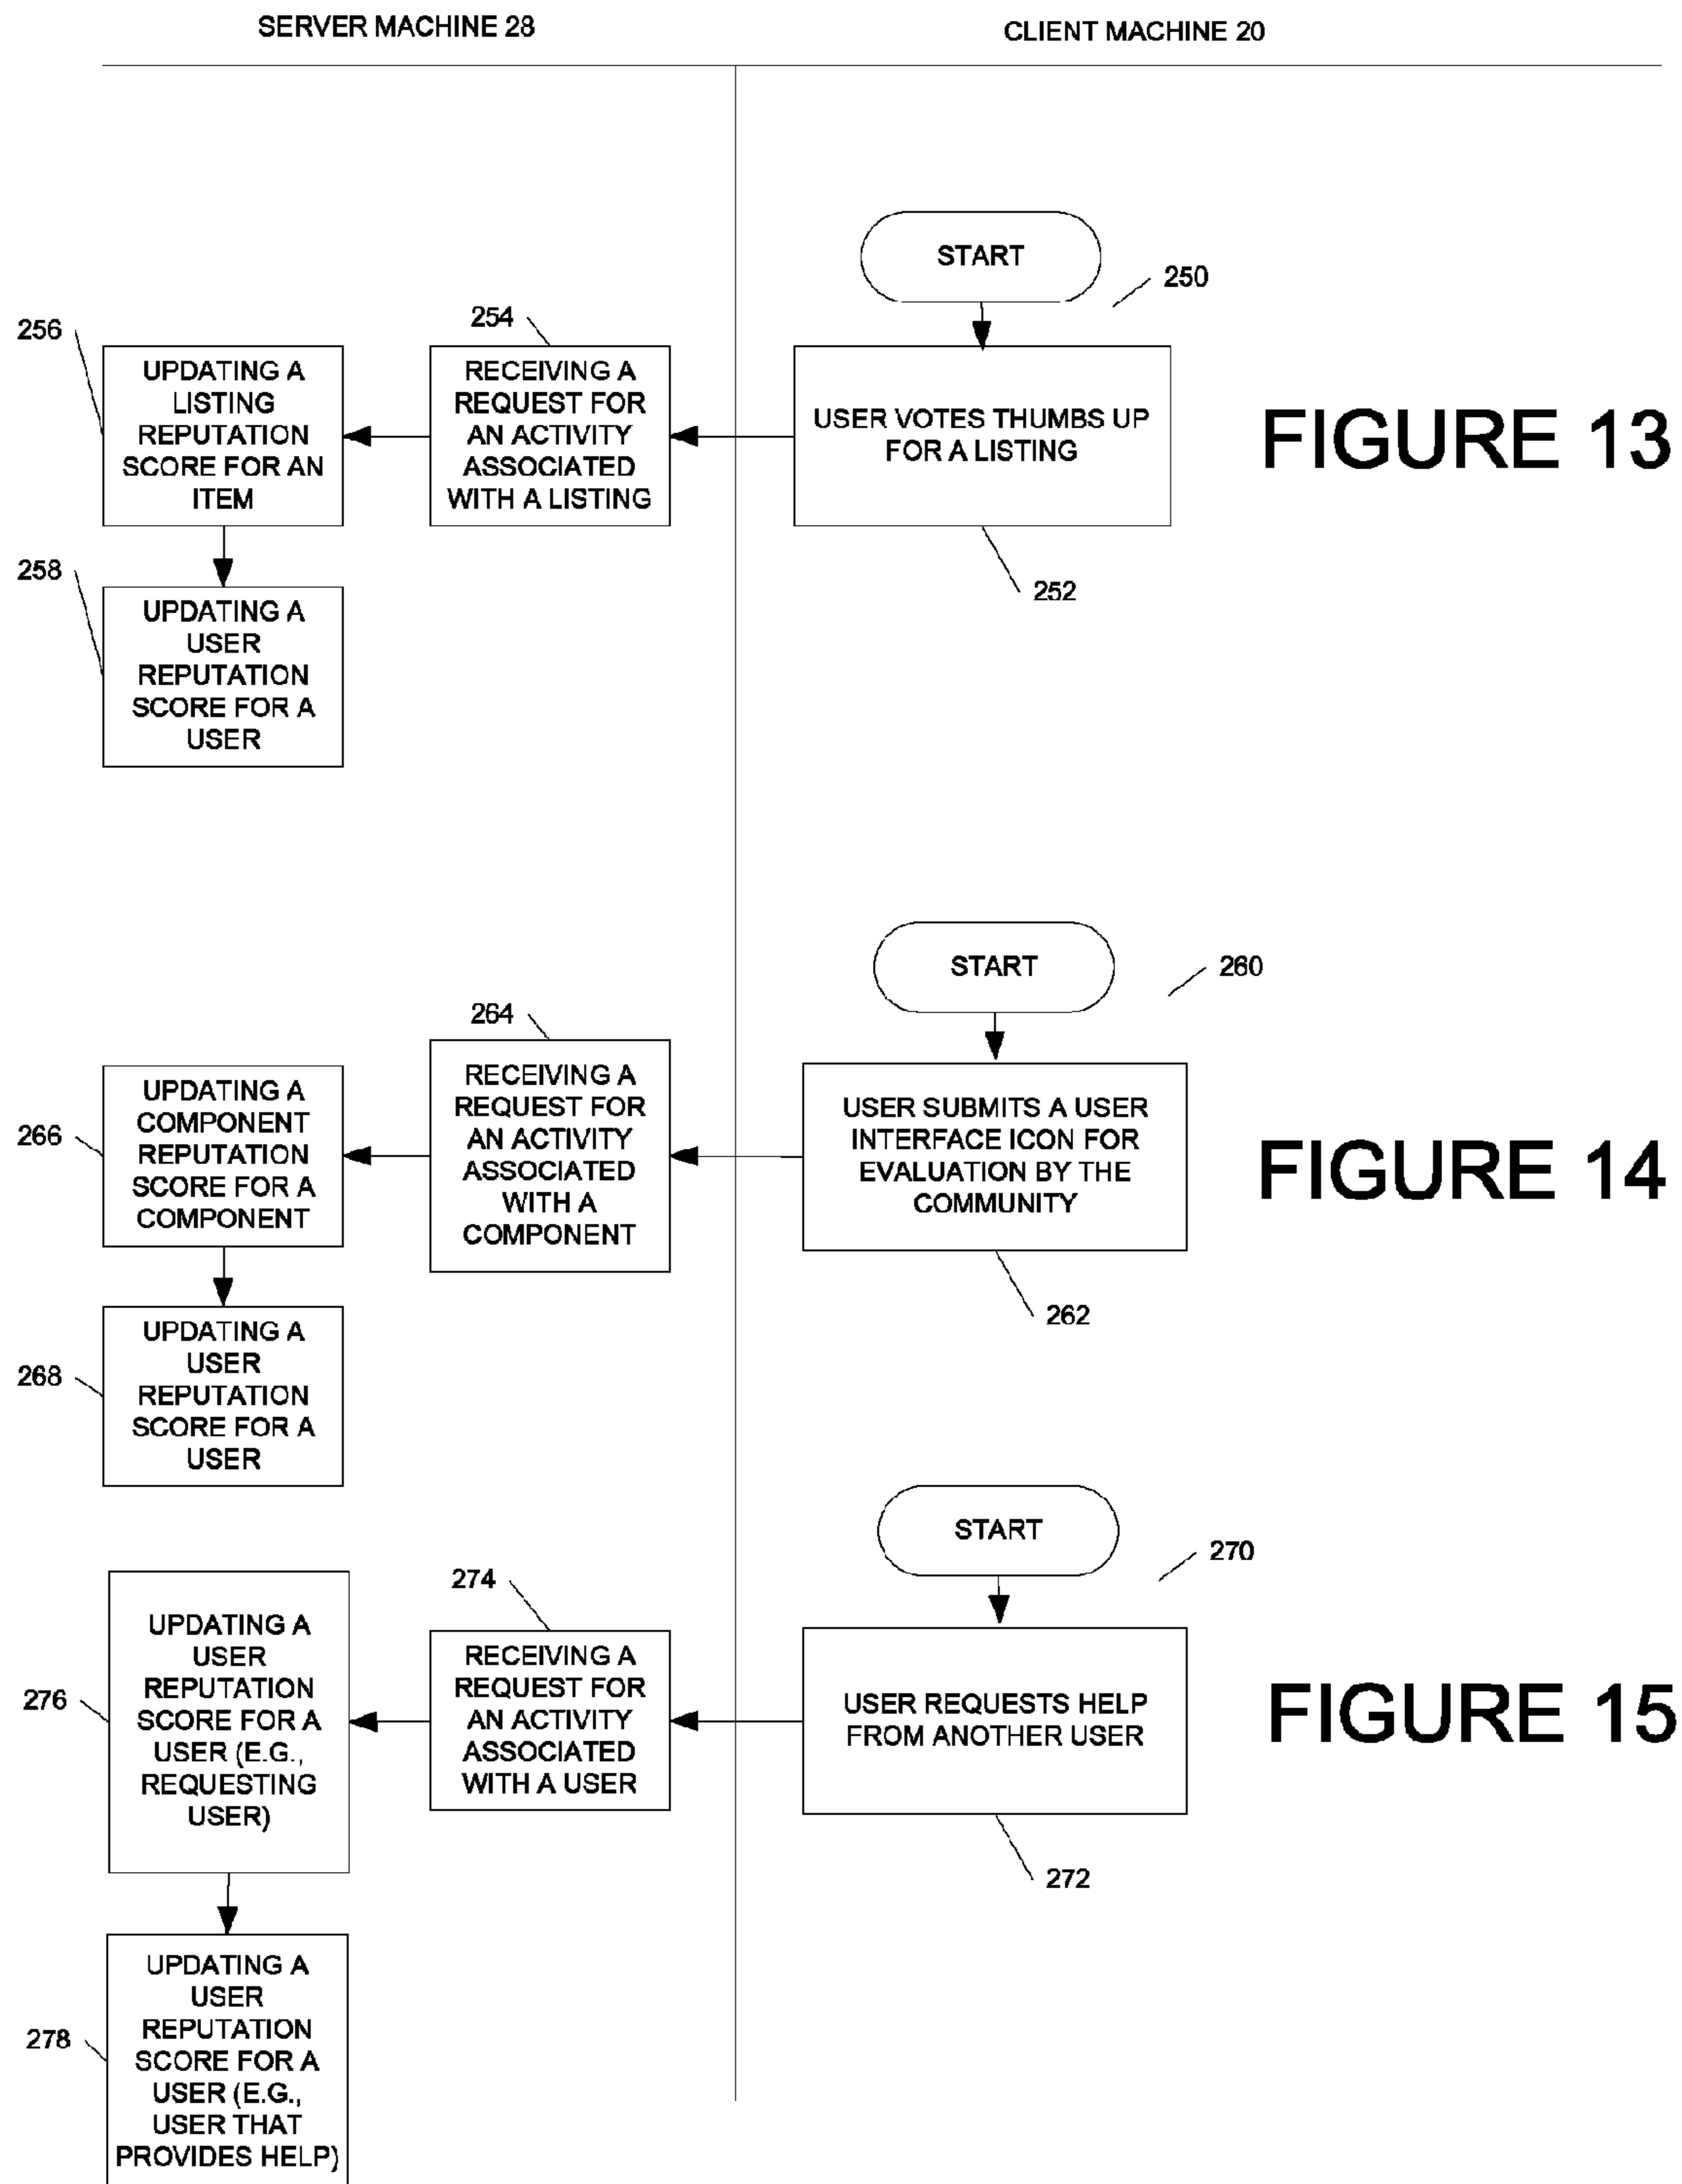 SERVER MACHINE 28
CLIENT MACHINE 20
START
250
256
254
UPDATING A
LISTING
REPUTATION
SCORE FOR AN
ITEM
RECEIVING A
REQUEST FOR
AN ACTIVITY
ASSOCIATED
WITH A LISTING
USER VOTES THUMBS UP
FOR A LISTING
FIGURE 13
258
252
UPDATING A
USER
REPUTATION
SCORE FOR A
USER
START
260
264
266
UPDATING A
COMPONENT
REPUTATION
SCORE FOR A
COMPONENT
RECEIVING A
REQUEST FOR
AN ACTIVITY
ASSOCIATED
WITH A
COMPONENT
USER SUBMITS A USER
INTERFACE ICON FOR
EVALUATION BY THE
COMMUNITY
FIGURE 14
262
268
UPDATING A
USER
REPUTATION
SCORE FOR A
USER
START
270
274
276
UPDATING A
USER
REPUTATION
SCORE FOR A
USER (E.G.,
REQUESTING
USER)
RECEIVING A
REQUEST FOR
AN ACTIVITY
ASSOCIATED
WITH A USER
USER REQUESTS HELP
FROM ANOTHER USER
FIGURE 15
272
278
UPDATING A
USER
REPUTATION
SCORE FOR A
USER (E.G.,
USER THAT
PROVIDES HELP)